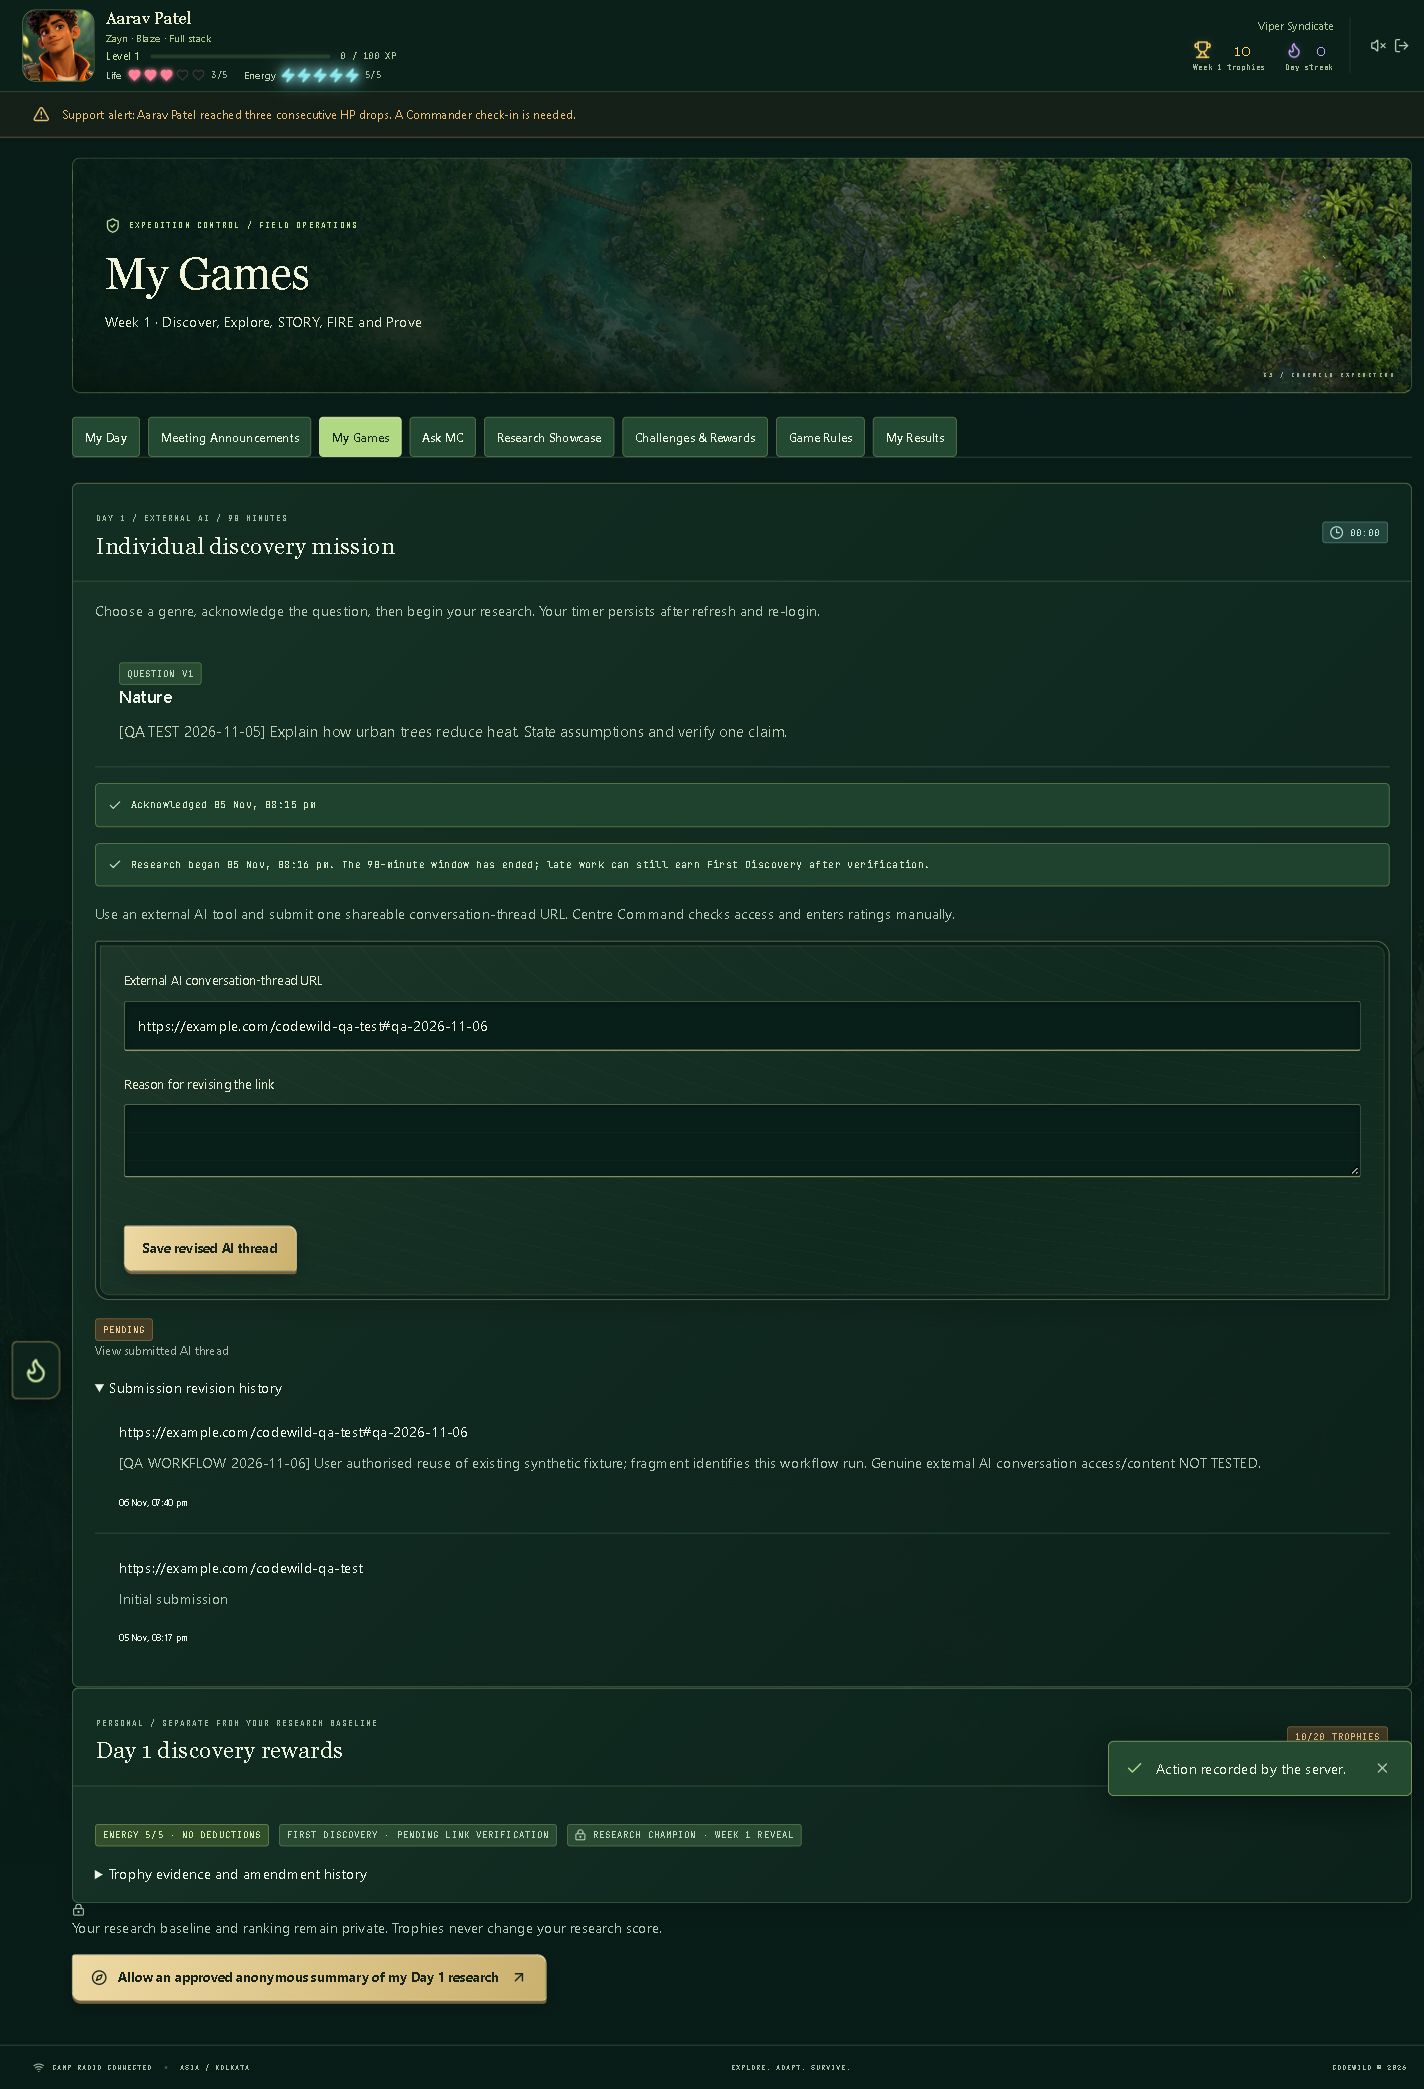 Aarav Patel
Zayn · Blaze · Full stack
Level 1 0 / 100 XP
Life 3/5 Energy 5/5
Viper Syndicate
10 0
Week 1 trophies Day streak
Support alert: Aarav Patel reached three consecutive HP drops. A Commander check-in is needed.
EXPEDITION CONTROL / FIELD OPERATIONS
My Games
Week 1 · Discover, Explore, STORY, FIRE and Prove
/ CODEWILD EXPEDITION
My Day Meeting Announcements My Games Ask MC Research Showcase Challenges & Rewards Game Rules My Results
DAY 1 / EXTERNAL AI / 90 MINUTES
Individual discovery mission
00:00
Choose a genre, acknowledge the question, then begin your research. Your timer persists after refresh and re-login.
QUESTION V1
Nature
[QA TEST 2026-11-05] Explain how urban trees reduce heat. State assumptions and verify one claim.
Acknowledged 05 Nov, 08:15 pm
Research began 05 Nov, 08:16 pm. The 90-minute window has ended; late work can still earn First Discovery after verification.
Use an external AI tool and submit one shareable conversation-thread URL. Centre Command checks access and enters ratings manually.
External AI conversation-thread URL
https://example.com/codewild-qa-test#qa-2026-11-06
Reason for revising the link
Save revised AI thread
PENDING
View submitted AI thread
▼ Submission revision history
https://example.com/codewild-qa-test#qa-2026-11-06
[QA WORKFLOW 2026-11-06] User authorised reuse of existing synthetic fixture; fragment identifies this workflow run. Genuine external AI conversation access/content NOT TESTED.
06 Nov, 07:40 pm
https://example.com/codewild-qa-test
Initial submission
05 Nov, 08:17 pm
PERSONAL / SEPARATE FROM YOUR RESEARCH BASELINE
Day 1 discovery rewards
10/20 TROPHIES
Action recorded by the server.
ENERGY 5/5 · NO DEDUCTIONS FIRST DISCOVERY · PENDING LINK VERIFICATION RESEARCH CHAMPION · WEEK 1 REVEAL
▶ Trophy evidence and amendment history
Your research baseline and ranking remain private. Trophies never change your research score.
Allow an approved anonymous summary of my Day 1 research
CAMP RADIO CONNECTED · ASIA / KOLKATA
EXPLORE. ADAPT. SURVIVE.
CODEWILD © 2026